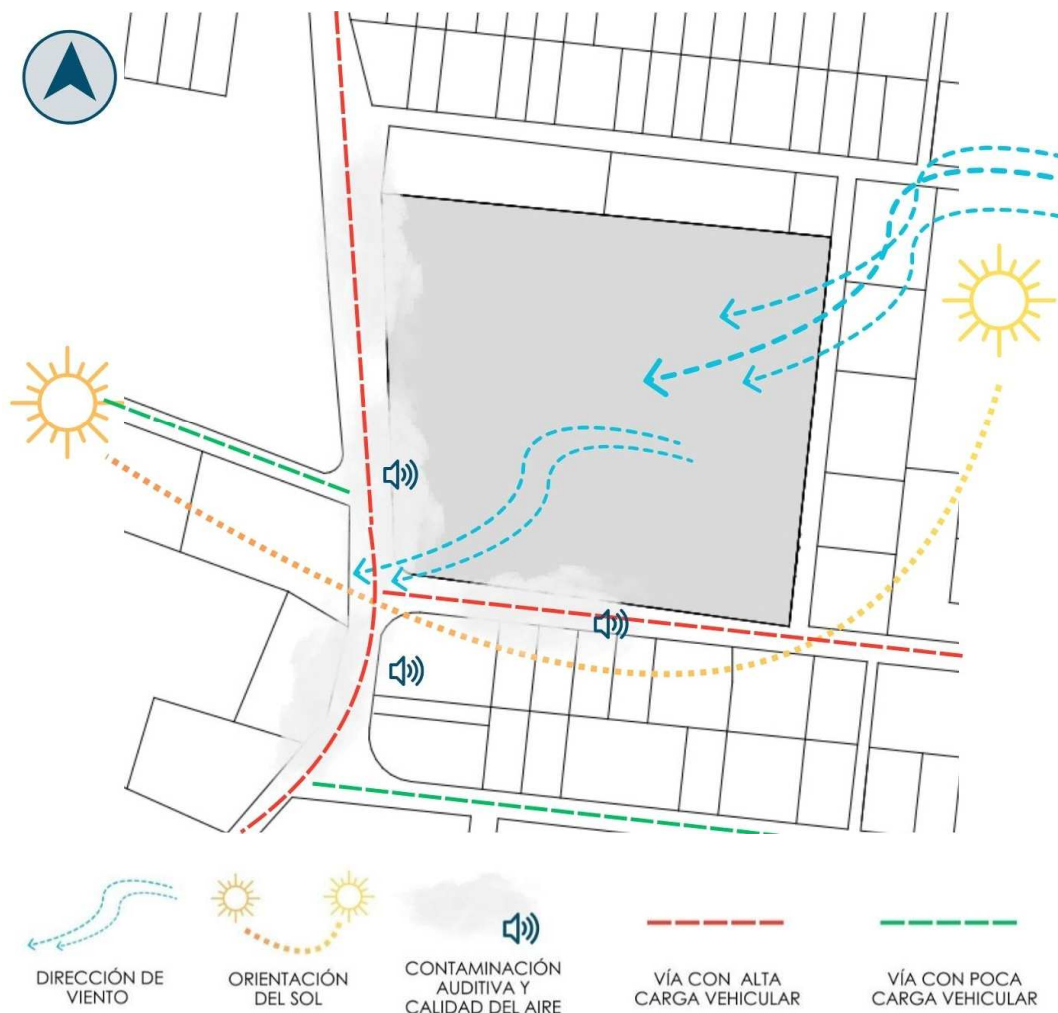 DIRECCIÓN DE
VIENTO
ORIENTACIÓN
DEL SOL
CONTAMINACIÓN
AUDITIVA Y
CALIDAD DEL AIRE
VÍA CON ALTA
CARGA VEHICULAR
VÍA CON POCA
CARGA VEHICULAR